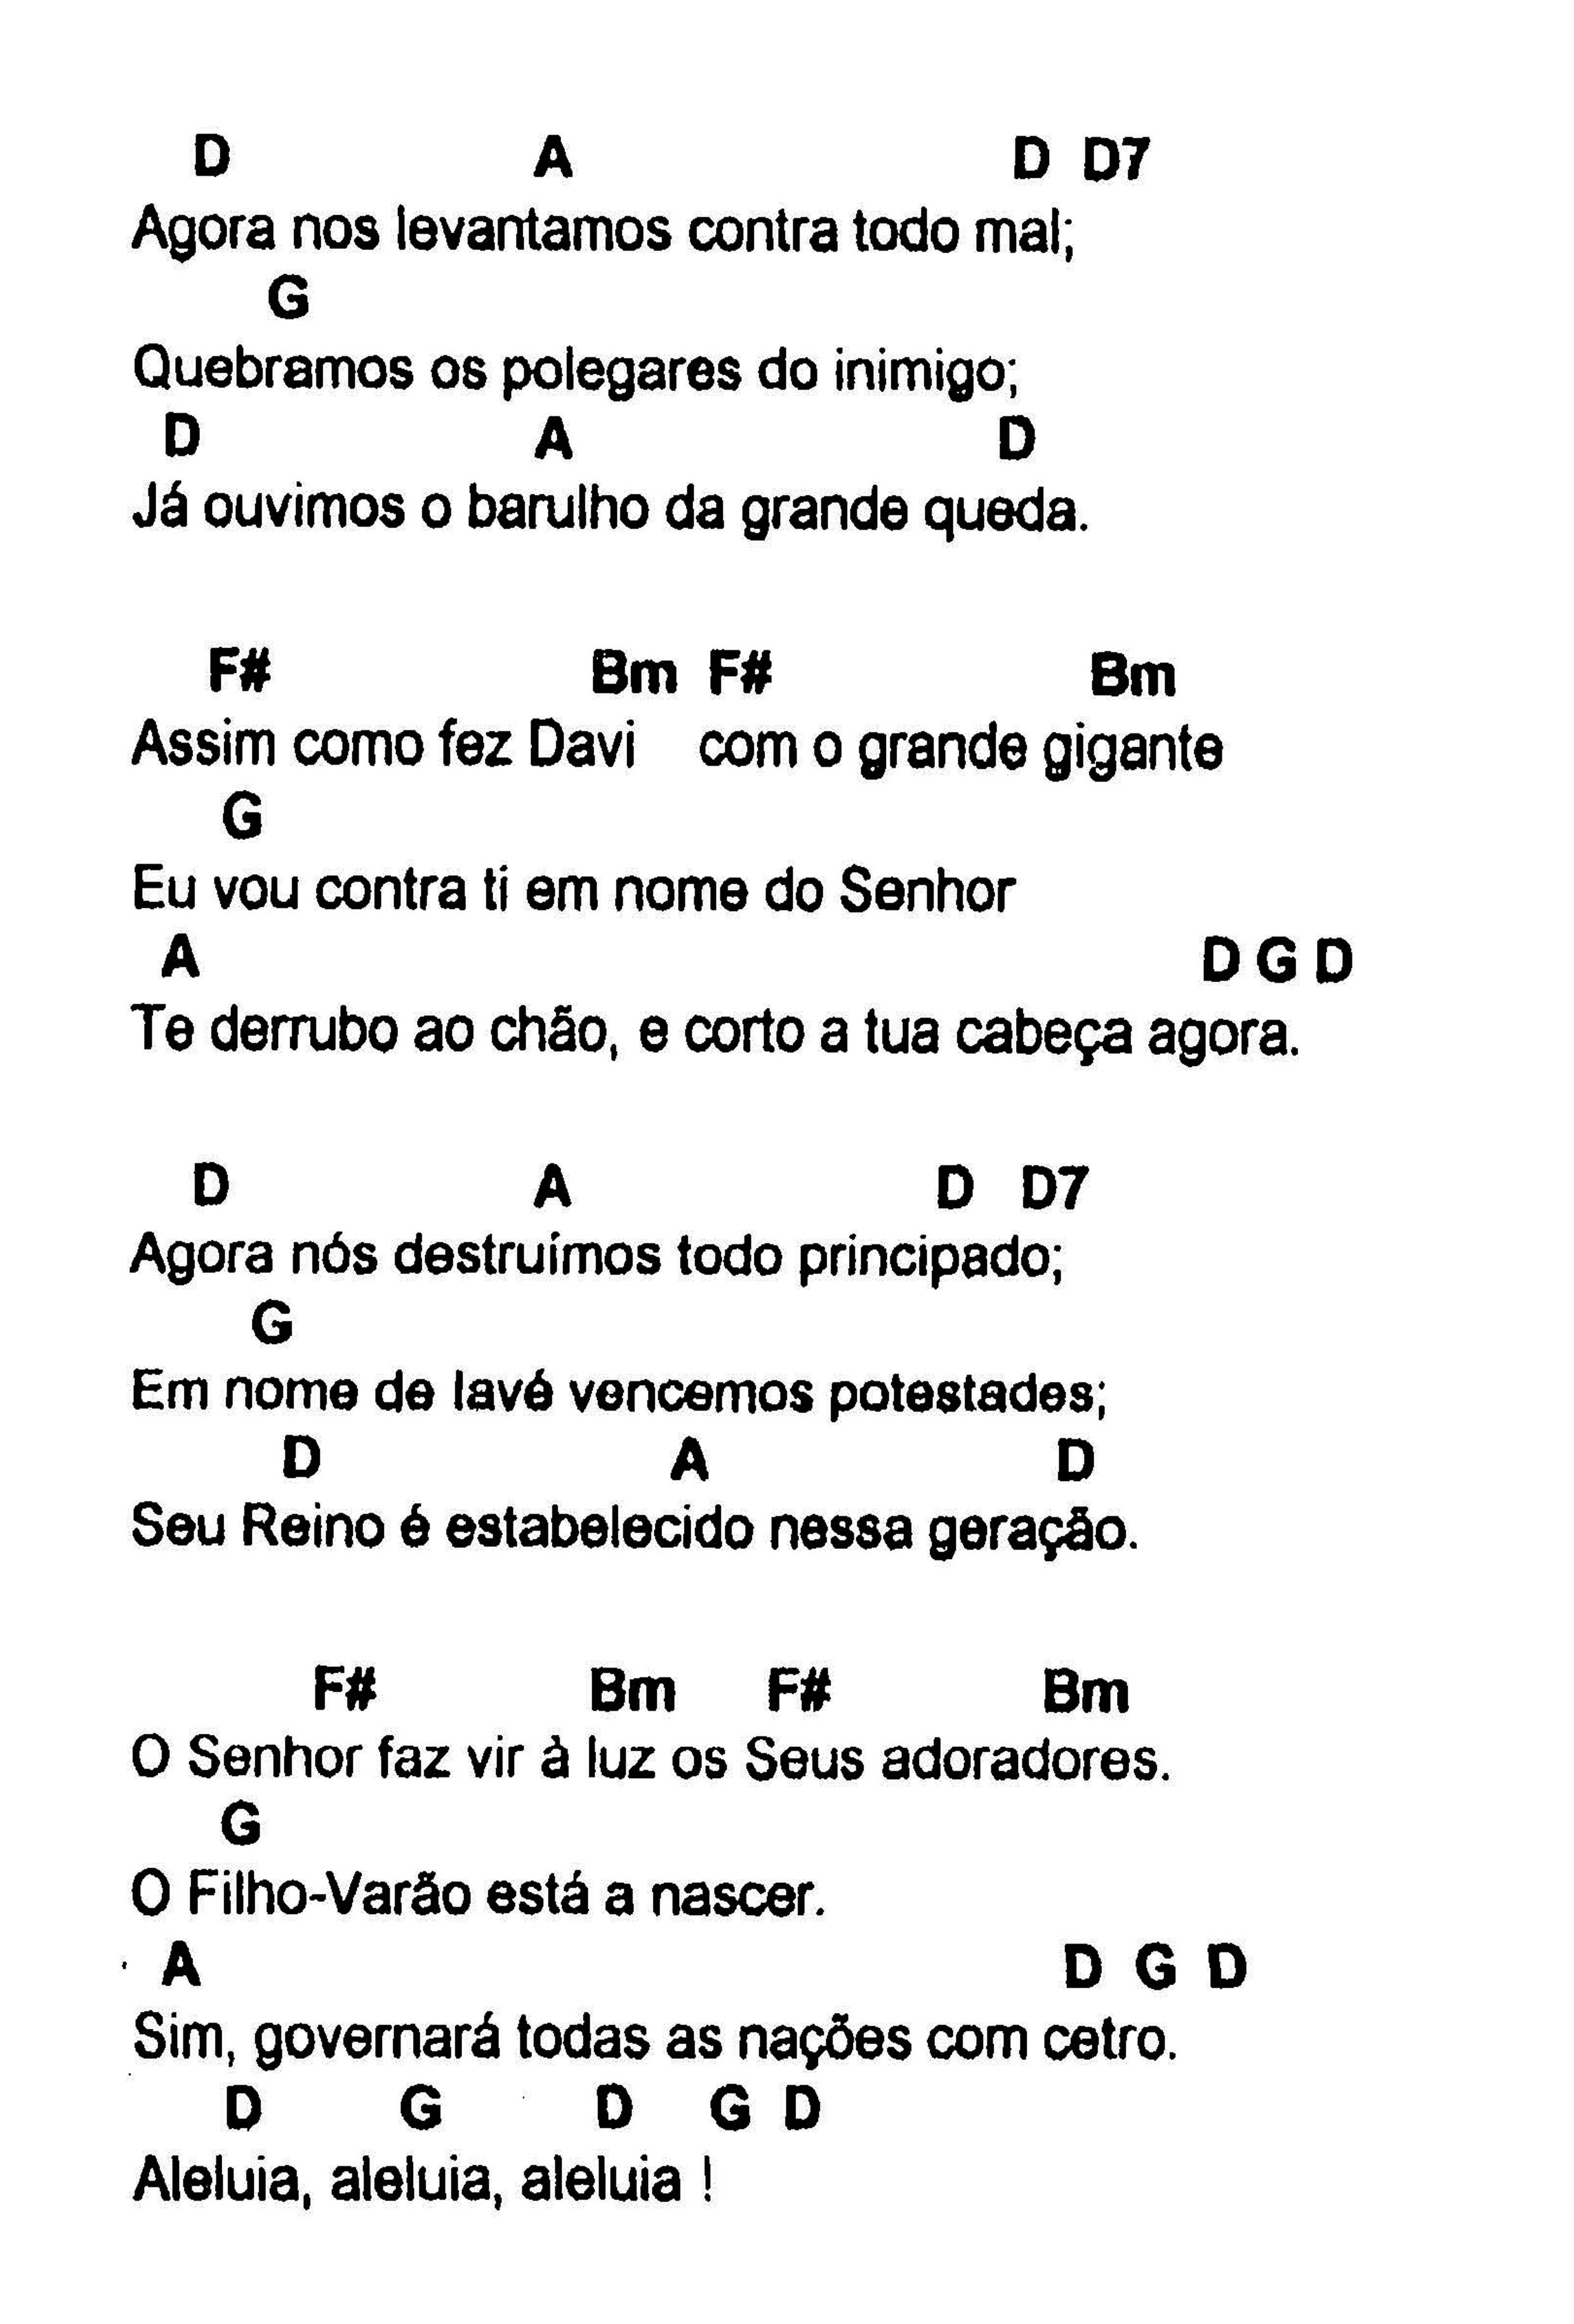 D A D D7
Agora nos levantamos contra todo mal;
G
Quebramos os polegares do inimigo;
D A D
Já ouvimos o barulho da grande queda.
F# Bm F# Bm
Assim como fez Davi com o grande gigante
G
Eu vou contra ti em nome do Senhor
A D G D
Te derrubo ao chão, e corto a tua cabeça agora.
D A D D7
Agora nós destruímos todo principado;
G
Em nome de Iavé vencemos potestades;
D A D
Seu Reino é estabelecido nessa geração.
F# Bm F# Bm
O Senhor faz vir à luz os Seus adoradores.
G
O Filho-Varão está a nascer.
A D G D
Sim, governará todas as nações com cetro.
D G D G D
Aleluia, aleluia, aleluia !